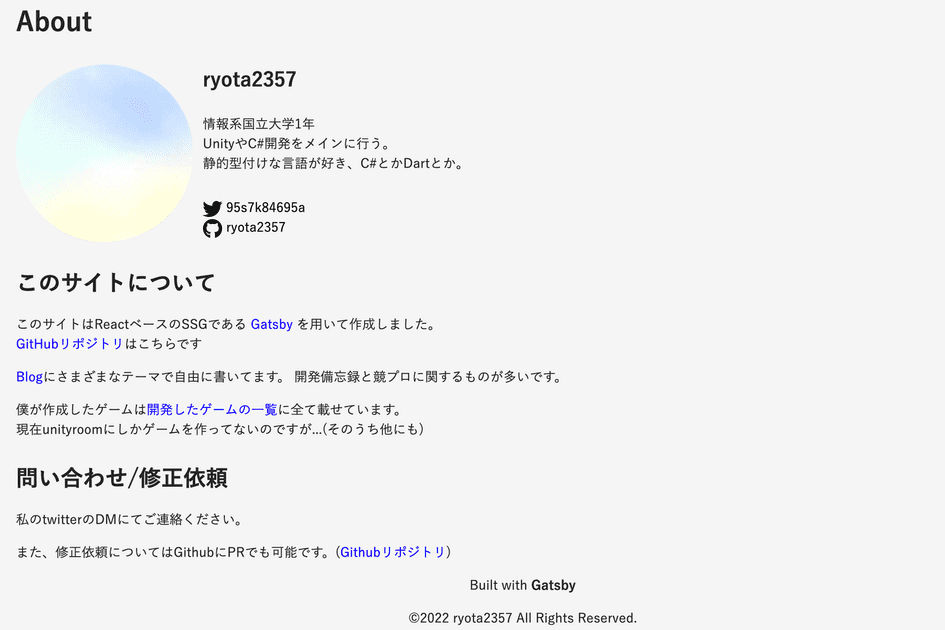 About
ryota2357
情報系国立大学1年
UnityやC#開発をメインに行う。
静的型付けな言語が好き、C#とかDartとか。
95s7k84695a
ryota2357
このサイトについて
このサイトはReactベースのSSGである Gatsby を用いて作成しました。
GitHubリポジトリはこちらです
Blogにさまざまなテーマで自由に書いてます。 開発備忘録と競プロに関するものが多いです。
僕が作成したゲームは開発したゲームの一覧に全て載せています。
現在unityroomにしかゲームを作ってないのですが...(そのうち他にも)
問い合わせ/修正依頼
私のtwitterのDMにてご連絡ください。
また、修正依頼についてはGithubにPRでも可能です。(Githubリポジトリ)
Built with Gatsby
©2022 ryota2357 All Rights Reserved.